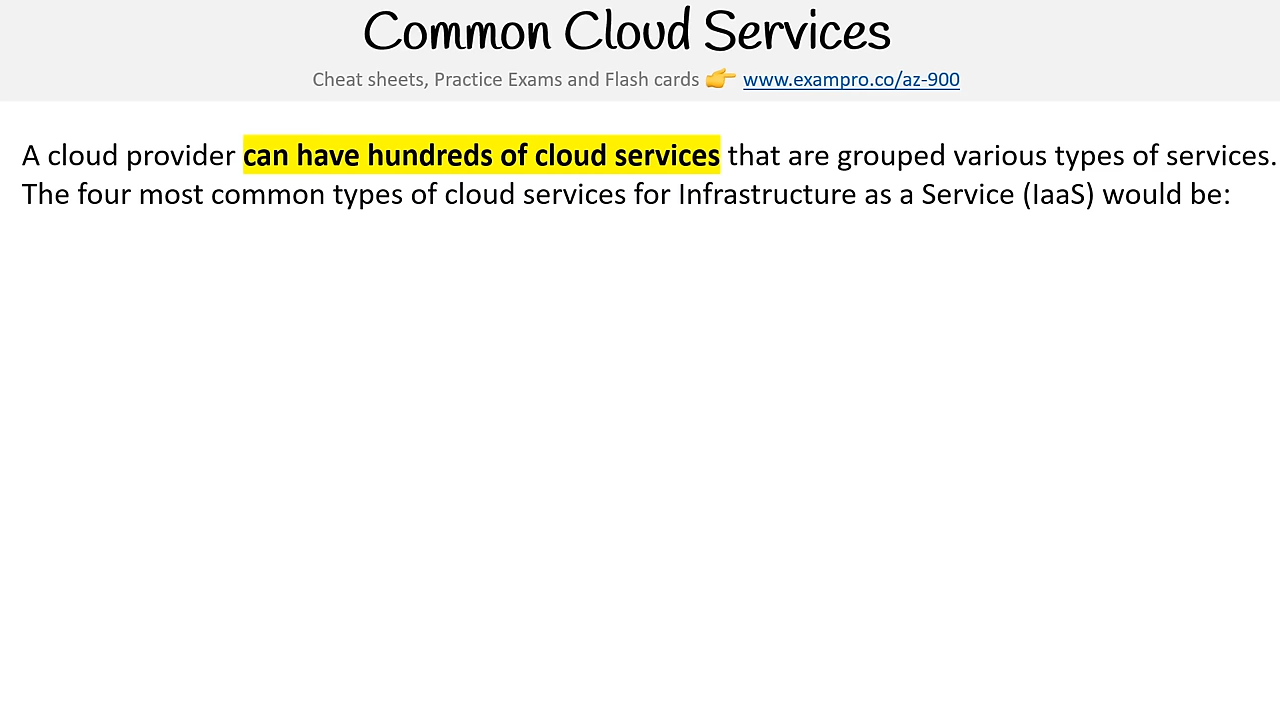 Common Cloud Services
Cheat sheets, Practice Exams and Flash cards 👉 www.exampro.co/az-900
A cloud provider can have hundreds of cloud services that are grouped various types of services.
The four most common types of cloud services for Infrastructure as a Service (IaaS) would be: